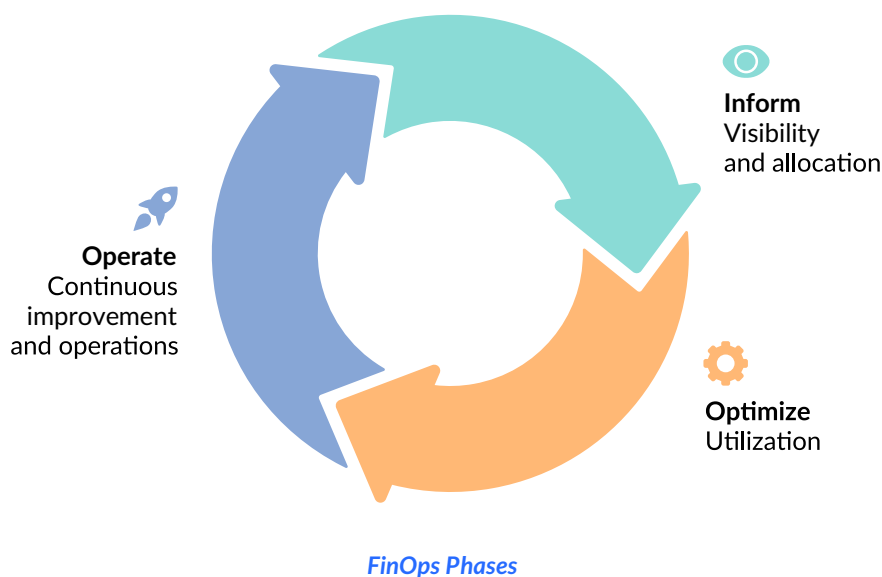 Inform
Visibility
and allocation
Operate
Continuous
improvement
and operations
Optimize
Utilization
FinOps Phases